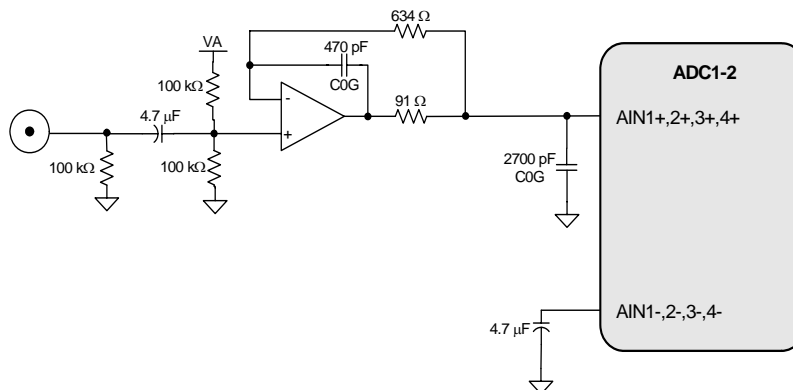 634 Ω
VA
470 pF
C0G
100 kΩ
ADC1-2
-
91 Ω
4.7 µF
AIN1+,2+,3+,4+
+
100 kΩ
100 kΩ
2700 pF
C0G
AIN1-,2-,3-,4-
4.7 µF